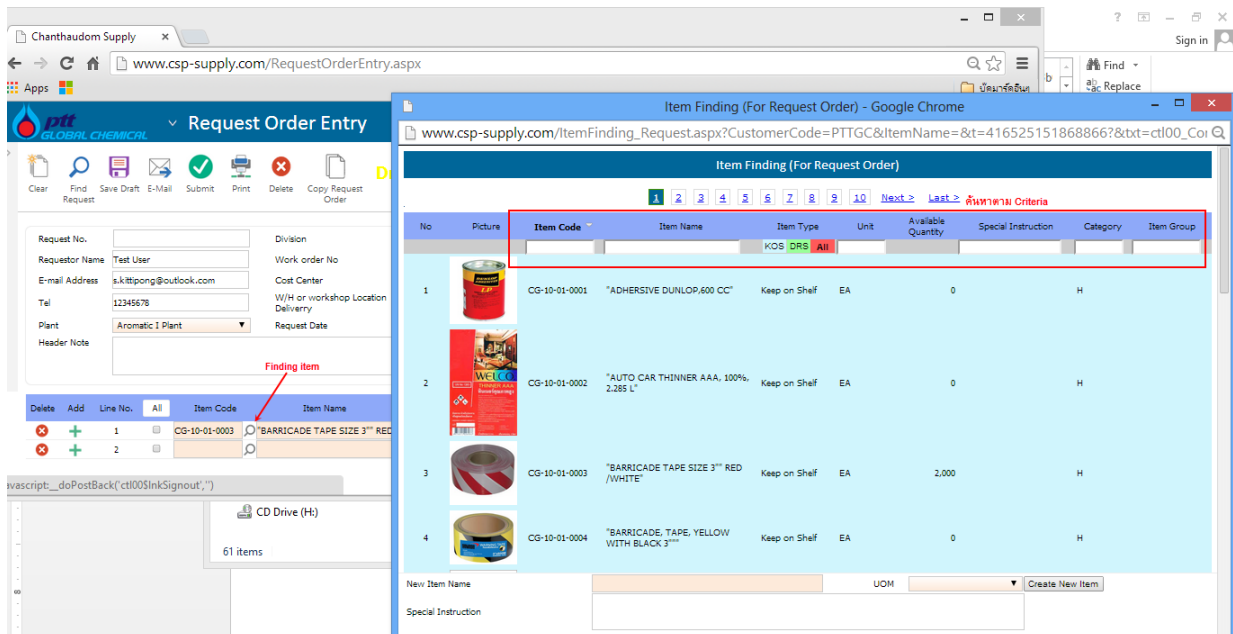 Chanthaudom Supply
Sign in
www.csp-supply.com/RequestOrderEntry.aspx
Find
Replace
Apps
บุ๊คมาร์คอื่นๆ
ptt
GLOBAL CHEMICAL
Request Order Entry
Clear
Find Request
Save Draft
E-Mail
Submit
Print
Delete
Copy Request Order
Request No.
Division
Requestor Name
Test User
Work order No
E-mail Address
s.kittipong@outlook.com
Cost Center
Tel
12345678
W/H or workshop Location Deliverry
Plant
Aromatic I Plant
Request Date
Header Note
Finding item
Delete Add Line No. All Item Code Item Name
1 CG-10-01-0003 "BARRICADE TAPE SIZE 3"" RED
2
avascript:__doPostBack('ctl00$lnkSignout','')
CD Drive (H:)
61 items
Item Finding (For Request Order) - Google Chrome
www.csp-supply.com/ItemFinding_Request.aspx?CustomerCode=PTTGC&ItemName=&t=416525151868866?&txt=ctl00_Co
Item Finding (For Request Order)
1 2 3 4 5 6 7 8 9 10 Next > Last >
ค้นหาตาม Criteria
No Picture Item Code Item Name Item Type Unit Available Quantity Special Instruction Category Item Group
KOS DRS All
1 CG-10-01-0001 "ADHERSIVE DUNLOP,600 CC" Keep on Shelf EA 0 H
WELCO
THINNER AAA
2 CG-10-01-0002 "AUTO CAR THINNER AAA, 100%, 2.285 L" Keep on Shelf EA 0 H
3 CG-10-01-0003 "BARRICADE TAPE SIZE 3"" RED /WHITE" Keep on Shelf EA 2,000 H
4 CG-10-01-0004 "BARRICADE, TAPE, YELLOW WITH BLACK 3""" Keep on Shelf EA 0 H
New Item Name
UOM
Create New Item
Special Instruction